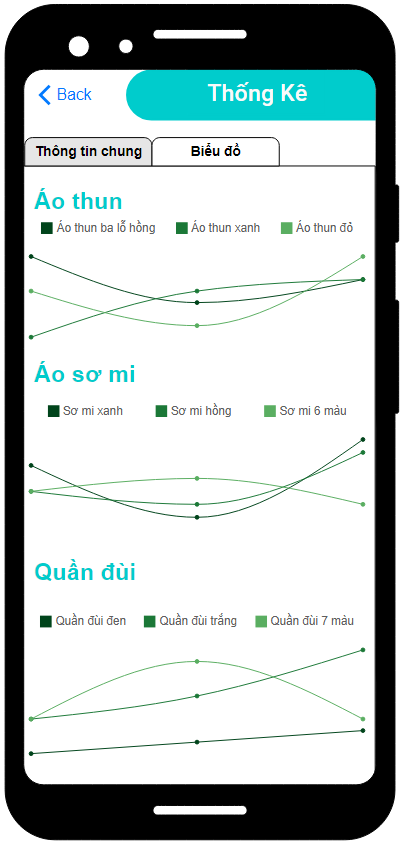 Back
Thống Kê
Thông tin chung
Biểu đồ
Áo thun
Áo thun ba lỗ hồng Áo thun xanh Áo thun đỏ
Áo sơ mi
Sơ mi xanh Sơ mi hồng Sơ mi 6 màu
Quần đùi
Quần đùi đen Quần đùi trắng Quần đùi 7 màu